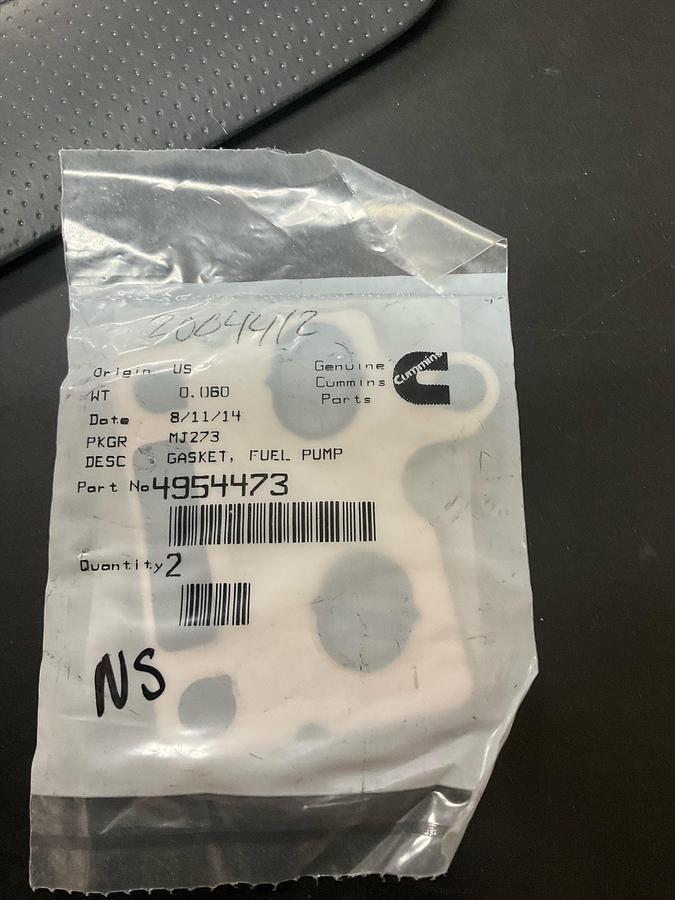 20084412
Origin US
Genuine
Cummins
Parts
Cummins
WT 0.060
Date 8/11/14
PKGR MJ273
DESC GASKET, FUEL PUMP
Part No 4954473
Quantity 2
NS